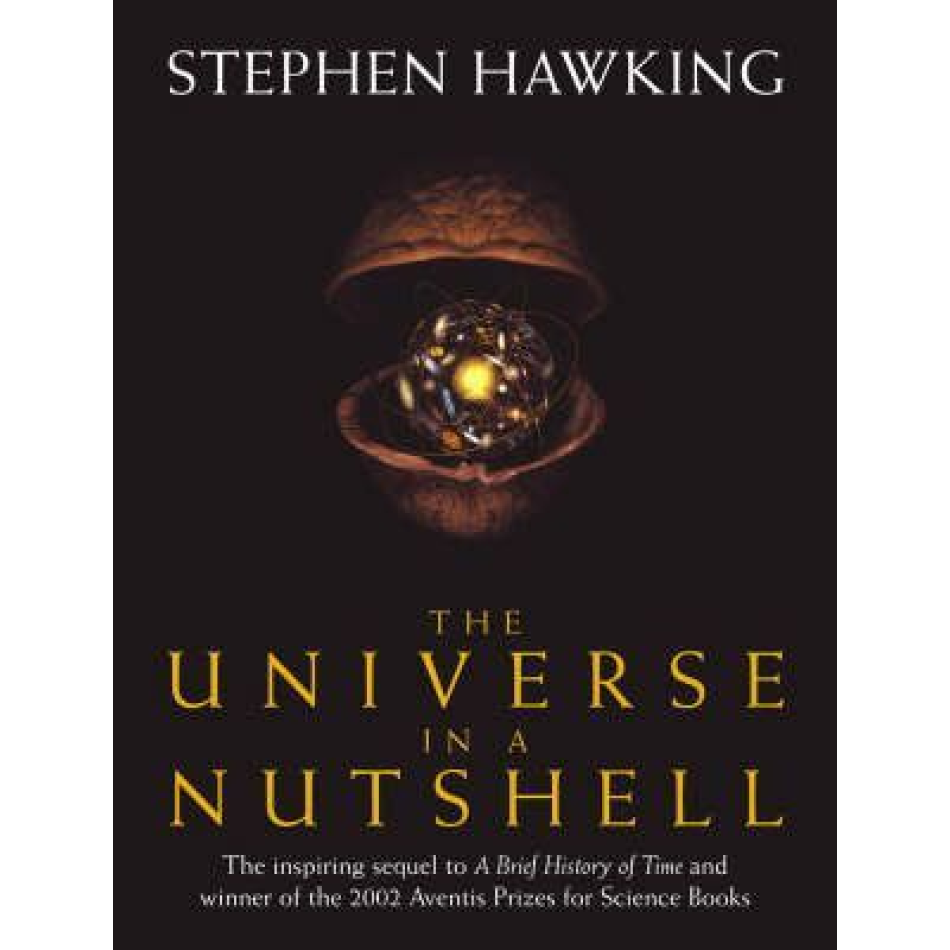 STEPHEN HAWKING
THE
UNIVERSE
IN A
NUTSHELL
The inspiring sequel to A Brief History of Time and
winner of the 2002 Aventis Prizes for Science Books